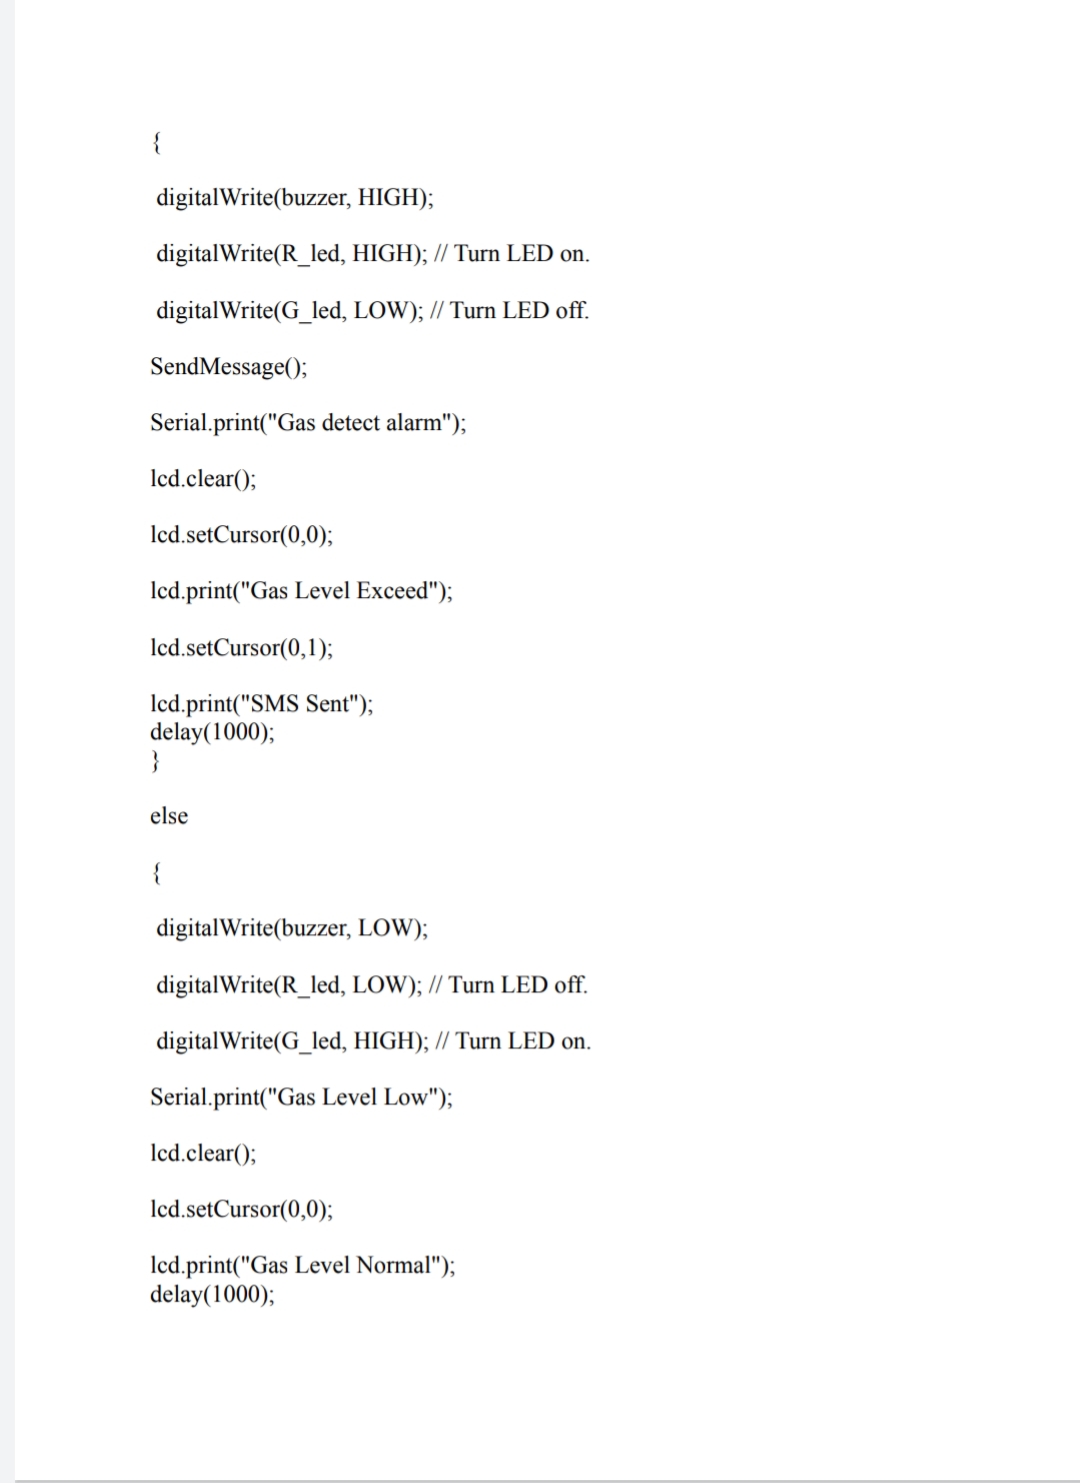 {
digitalWrite(buzzer, HIGH);
digitalWrite(R_led, HIGH); // Turn LED on.
digitalWrite(G_led, LOW); // Turn LED off.
SendMessage();
Serial.print("Gas detect alarm");
lcd.clear();
lcd.setCursor(0,0);
lcd.print("Gas Level Exceed");
lcd.setCursor(0,1);
lcd.print("SMS Sent");
delay(1000);
}
else
{
digitalWrite(buzzer, LOW);
digitalWrite(R_led, LOW); // Turn LED off.
digitalWrite(G_led, HIGH); // Turn LED on.
Serial.print("Gas Level Low");
lcd.clear();
lcd.setCursor(0,0);
lcd.print("Gas Level Normal");
delay(1000);